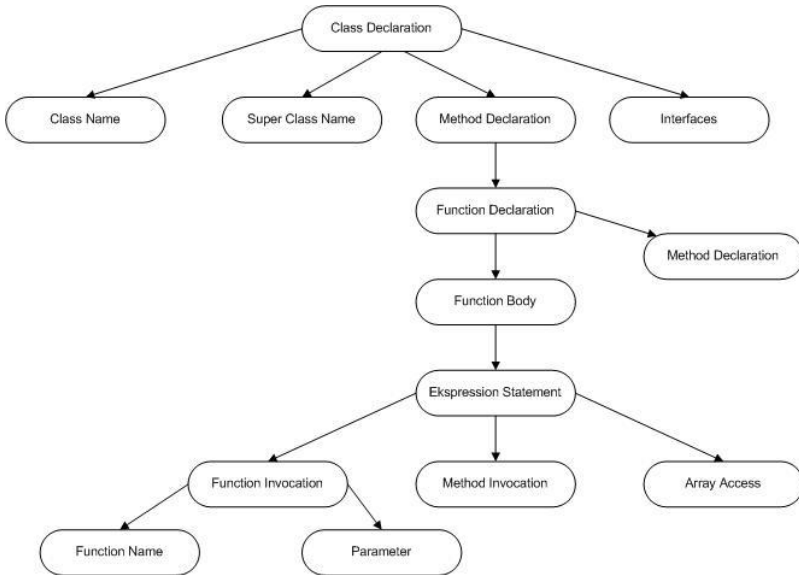 Class Declaration
Class Name
Super Class Name
Method Declaration
Interfaces
Function Declaration
Method Declaration
Function Body
Ekspression Statement
Function Invocation
Method Invocation
Array Access
Function Name
Parameter